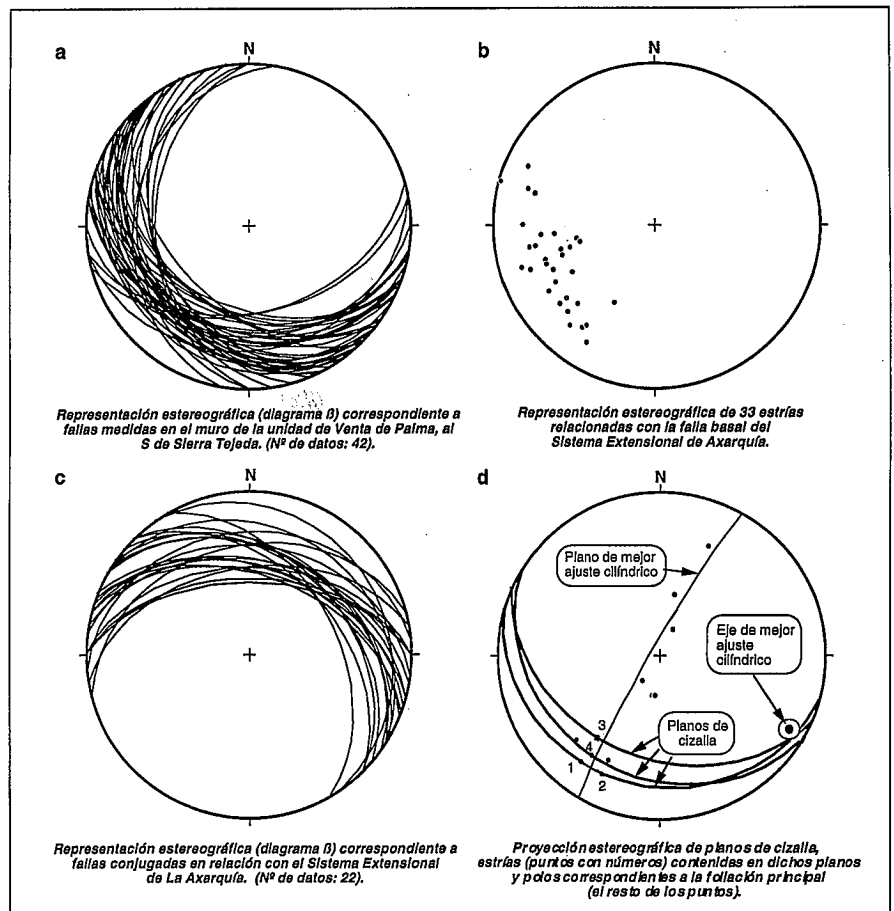 a
N
Representación estereográfica (diagrama ß) correspondiente a
fallas medidas en el muro de la unidad de Venta de Palma, al
S de Sierra Tejeda. (Nº de datos: 42).
b
N
Representación estereográfica de 33 estrías
relacionadas con la falla basal del
Sistema Extensional de Axarquía.
c
N
Representación estereográfica (diagrama ß) correspondiente a
fallas conjugadas en relación con el Sistema Extensional
de La Axarquía. (Nº de datos: 22).
d
N
Plano de mejor
ajuste cilíndrico
Eje de mejor
ajuste
cilíndrico
Planos de
cizalla
3
4
1
2
Proyección estereográfica de planos de cizalla,
estrías (puntos con números) contenidas en dichos planos
y polos correspondientes a la foliación principal
(el resto de los puntos).